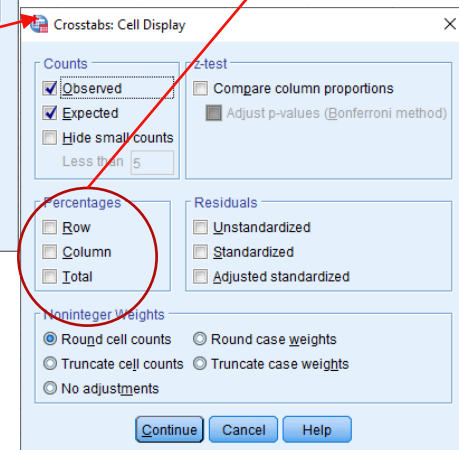 Crosstabs: Cell Display
Counts
Observed
Expected
Hide small counts
Less than 5
z-test
Compare column proportions
Adjust p-values (Bonferroni method)
Percentages
Row
Column
Total
Residuals
Unstandardized
Standardized
Adjusted standardized
Noninteger Weights
Round cell counts Round case weights
Truncate cell counts Truncate case weights
No adjustments
Continue Cancel Help